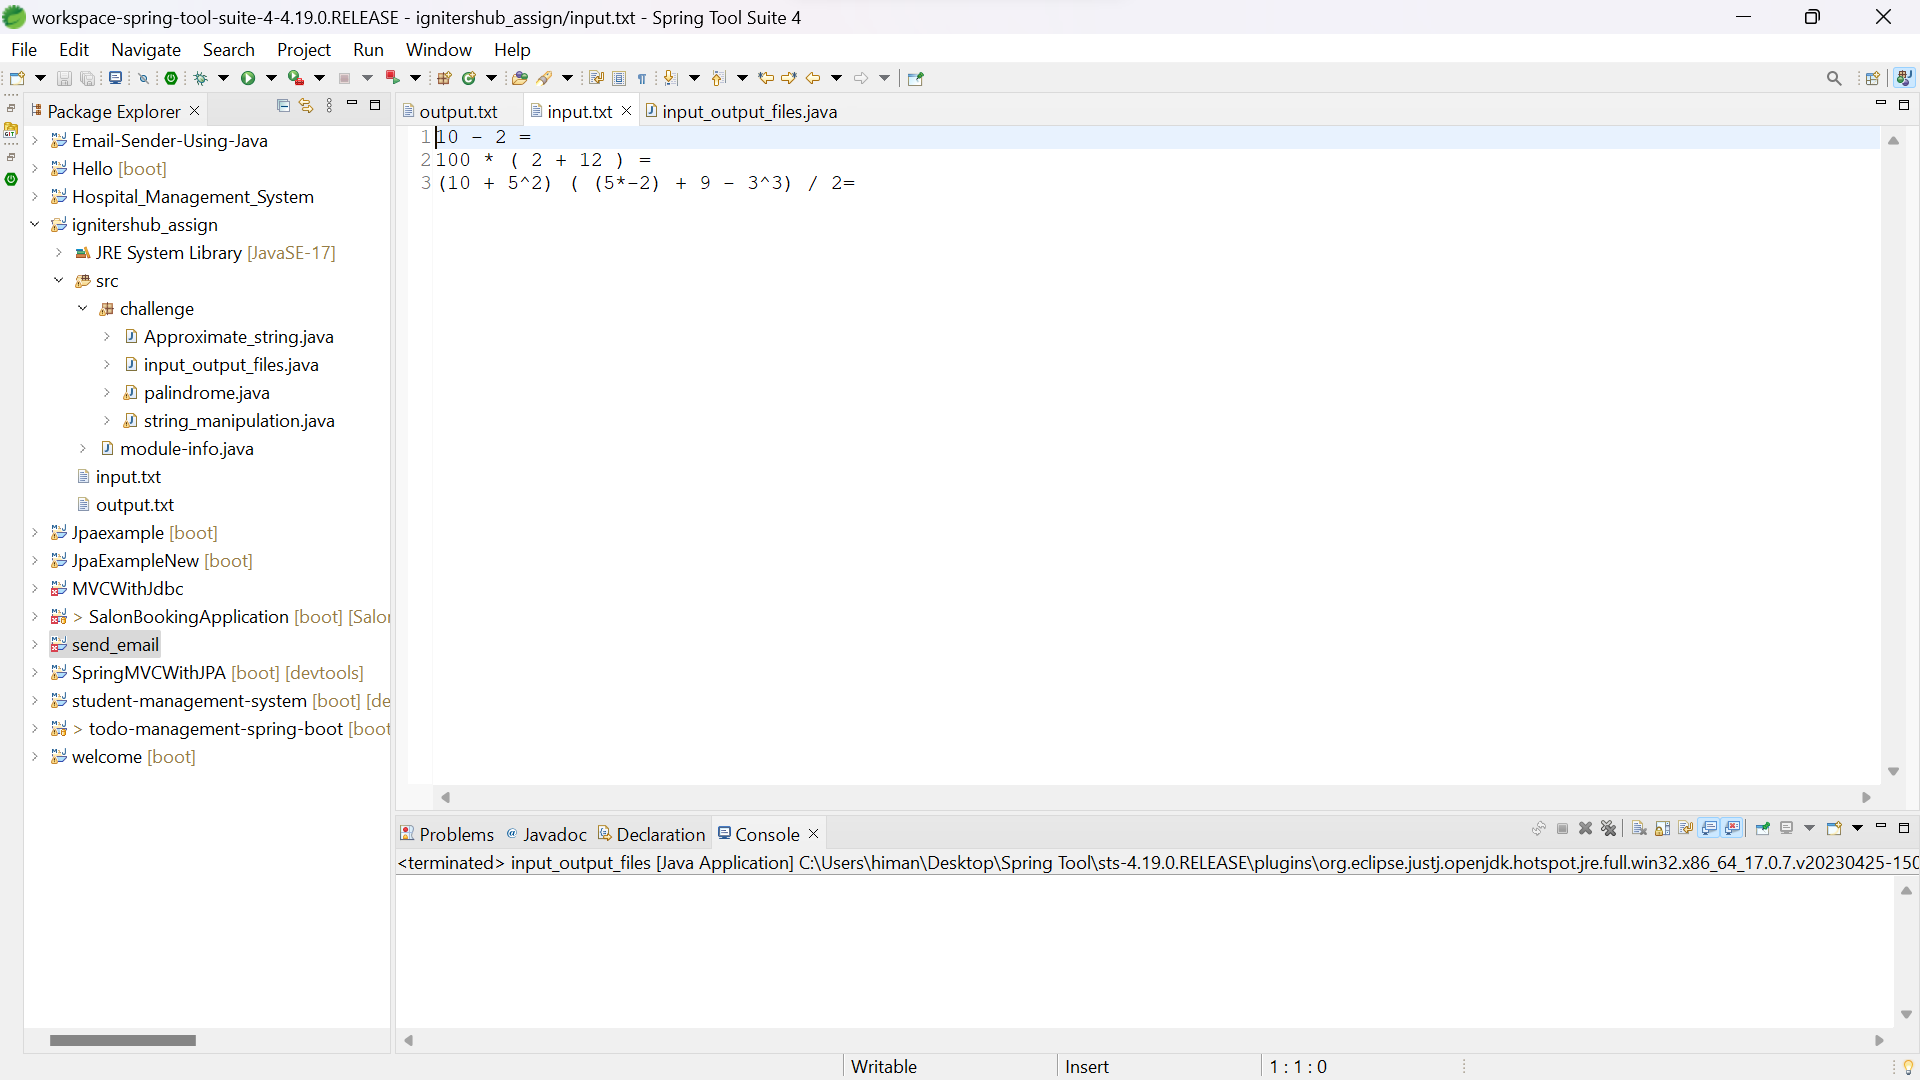 workspace-spring-tool-suite-4-4.19.0.RELEASE - ignitershub_assign/input.txt - Spring Tool Suite 4
File Edit Navigate Search Project Run Window Help
Package Explorer
output.txt input.txt input_output_files.java
Email-Sender-Using-Java
Hello [boot]
Hospital_Management_System
ignitershub_assign
JRE System Library [JavaSE-17]
src
challenge
Approximate_string.java
input_output_files.java
palindrome.java
string_manipulation.java
module-info.java
input.txt
output.txt
Jpaexample [boot]
JpaExampleNew [boot]
MVCWithJdbc
> SalonBookingApplication [boot] [Salon
send_email
SpringMVCWithJPA [boot] [devtools]
student-management-system [boot] [de
> todo-management-spring-boot [boot
welcome [boot]
1 10 - 2 =
2 100 * ( 2 + 12 ) =
3 (10 + 5^2) ( (5*-2) + 9 - 3^3) / 2=
Problems @ Javadoc Declaration Console
<terminated> input_output_files [Java Application] C:\Users\himan\Desktop\Spring Tool\sts-4.19.0.RELEASE\plugins\org.eclipse.justj.openjdk.hotspot.jre.full.win32.x86_64_17.0.7.v20230425-150
Writable Insert 1 : 1 : 0